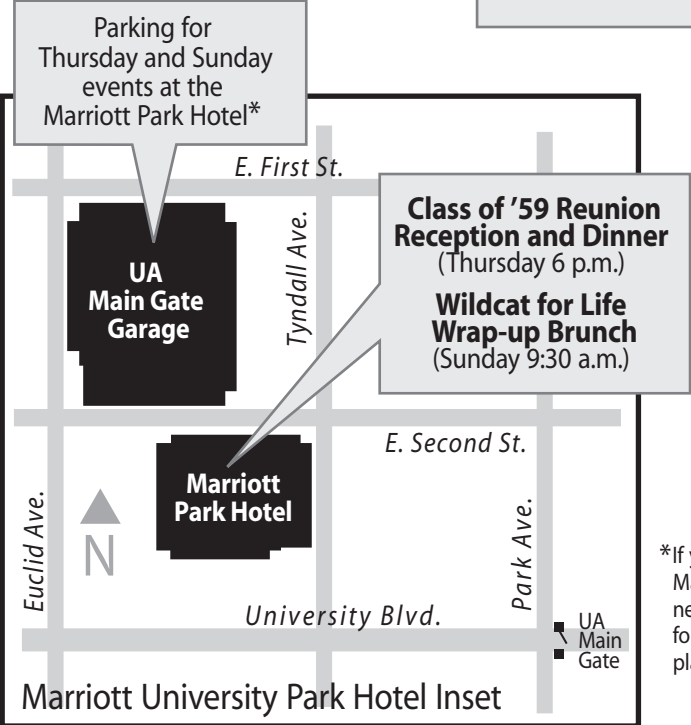 Parking for
Thursday and Sunday
events at the
Marriott Park Hotel*
E. First St.
Tyndall Ave.
UA
Main Gate
Garage
Class of ’59 Reunion
Reception and Dinner
(Thursday 6 p.m.)
Wildcat for Life
Wrap-up Brunch
(Sunday 9:30 a.m.)
E. Second St.
Marriott
Park Hotel
Euclid Ave.
N
Park Ave.
University Blvd.
UA
Main
Gate
Marriott University Park Hotel Inset
*If